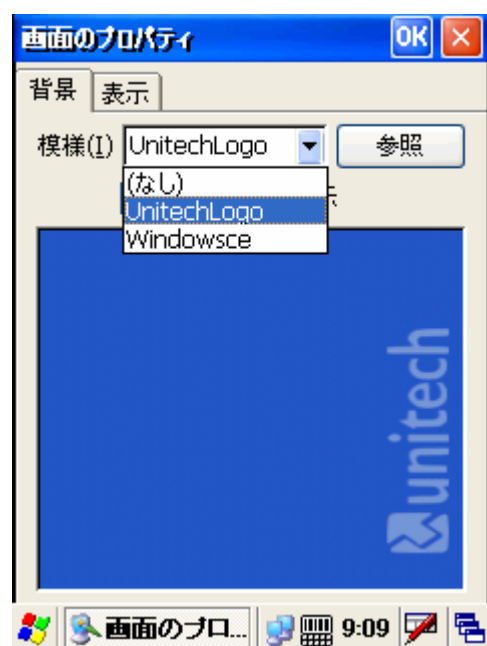 画面のプロパティ OK
背景 表示
模様(I) UnitechLogo 参照
(なし)
UnitechLogo
Windowsce
unitech
画面のプロ... 9:09